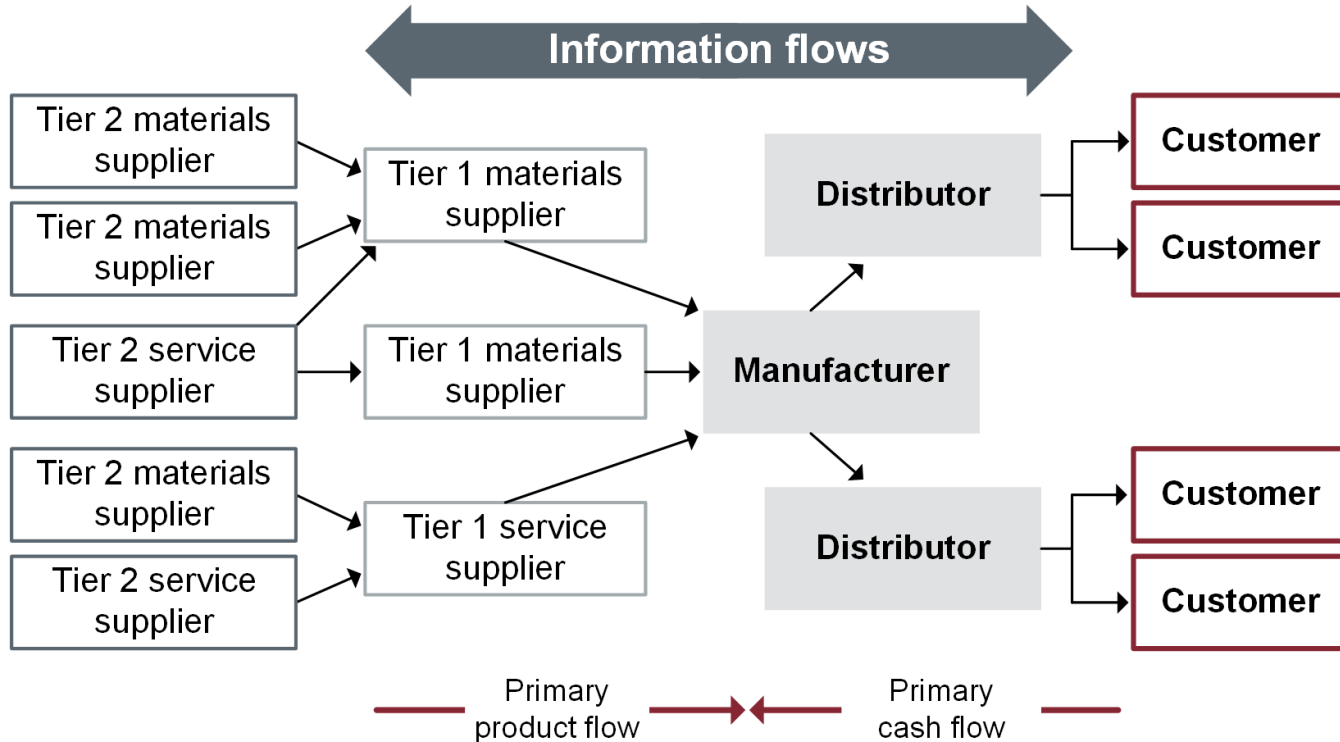 Information flows
Tier 2 materials
supplier
Tier 2 materials
supplier
Tier 2 service
supplier
Tier 2 materials
supplier
Tier 2 service
supplier
Tier 1 materials
supplier
Tier 1 materials
supplier
Tier 1 service
supplier
Manufacturer
Distributor
Distributor
Customer
Customer
Customer
Customer
Primary
product flow
Primary
cash flow